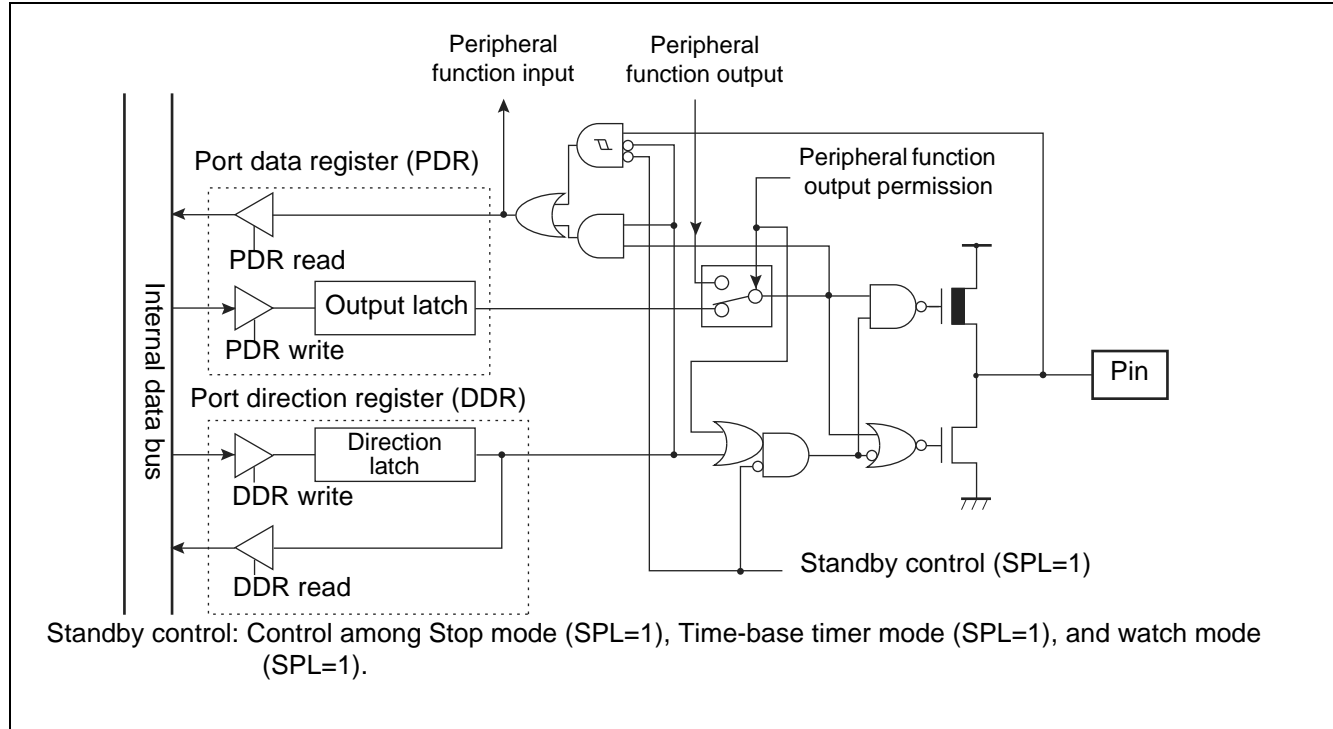 Peripheral
function input
Peripheral
function output
Port data register (PDR)
Peripheral function
output permission
PDR read
Output latch
PDR write
Internal data bus
Pin
Port direction register (DDR)
Direction
latch
DDR write
Standby control (SPL=1)
DDR read
Standby control: Control among Stop mode (SPL=1), Time-base timer mode (SPL=1), and watch mode
(SPL=1).